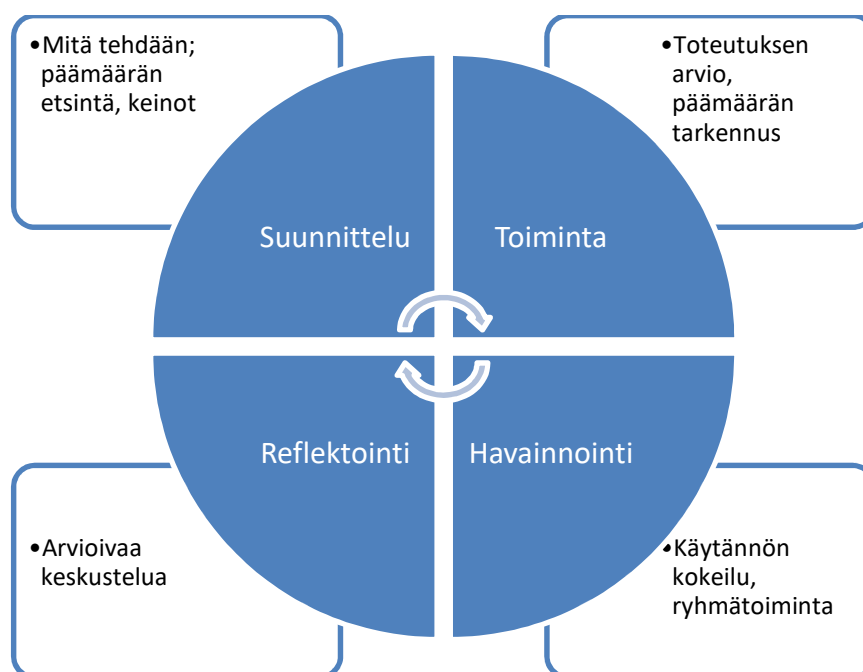 •Mitä tehdään;
päämäärän
etsintä, keinot
•Toteutuksen
arvio,
päämäärän
tarkennus
Suunnittelu
Toiminta
Reflektointi
Havainnointi
•Arvioivaa
keskustelua
•Käytännön
kokeilu,
ryhmätoiminta